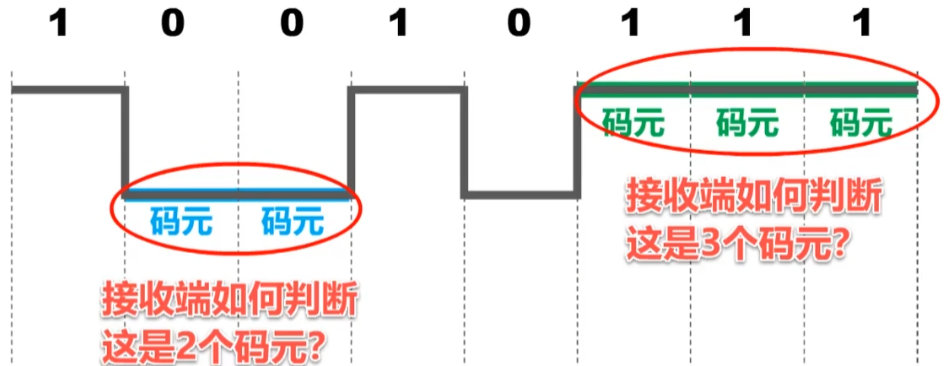 1 0 0 1 0 1 1 1
码元 码元 码元
码元 码元
接收端如何判断
这是3个码元?
接收端如何判断
这是2个码元?